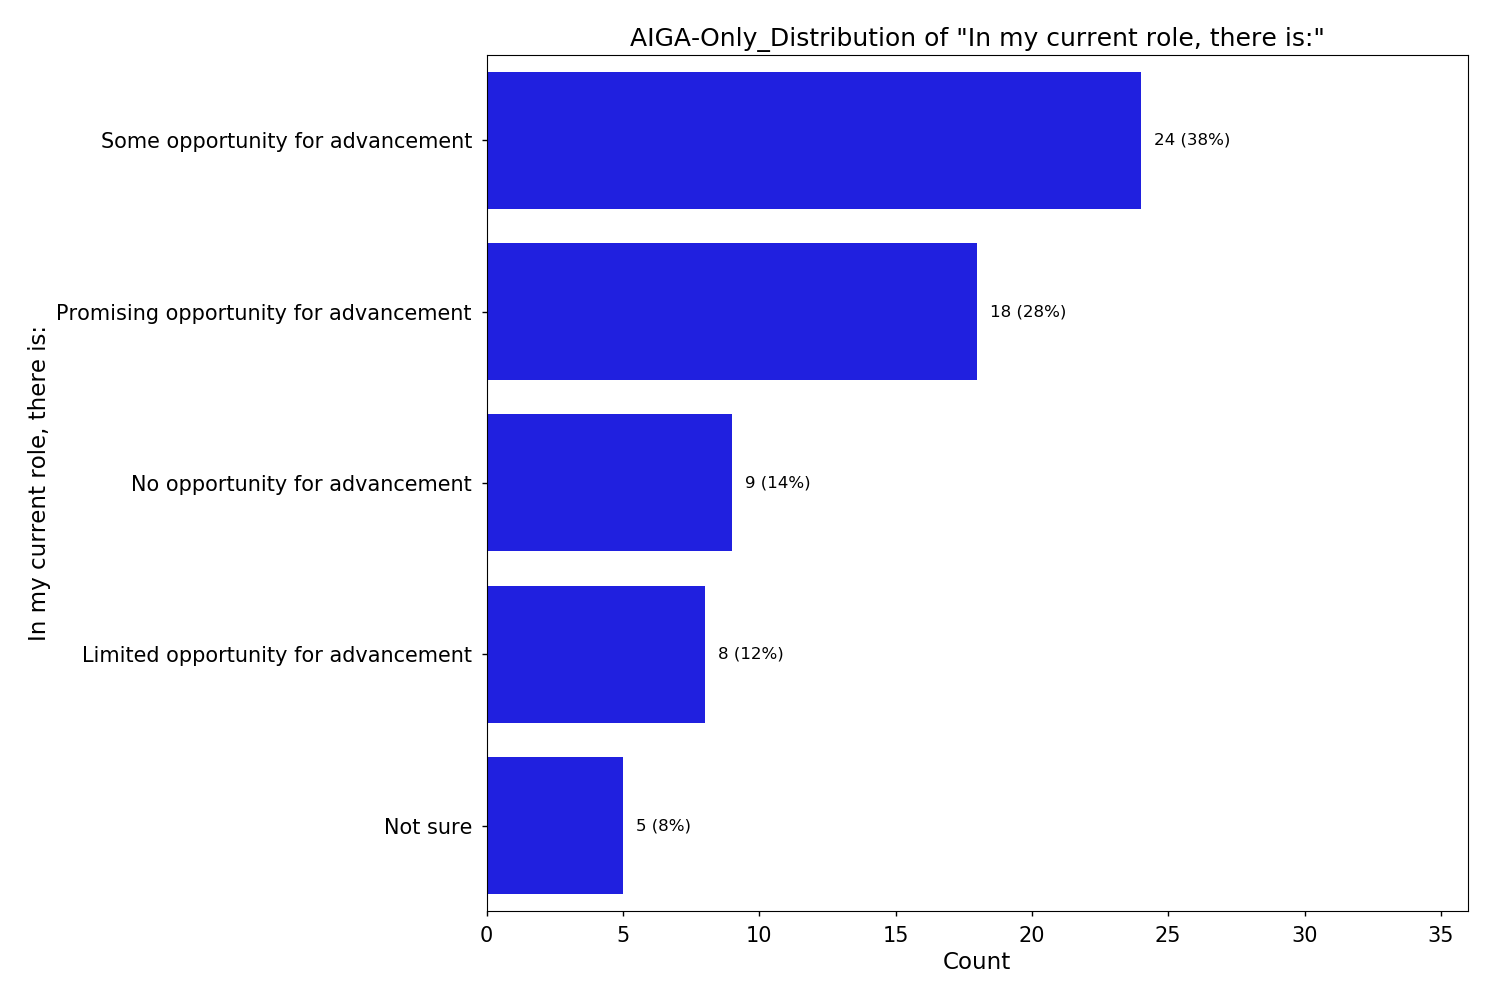 AIGA-Only_Distribution of "In my current role, there is:"
In my current role, there is:
Some opportunity for advancement
24 (38%)
Promising opportunity for advancement
18 (28%)
No opportunity for advancement
9 (14%)
Limited opportunity for advancement
8 (12%)
Not sure
5 (8%)
0 5 10 15 20 25 30 35
Count